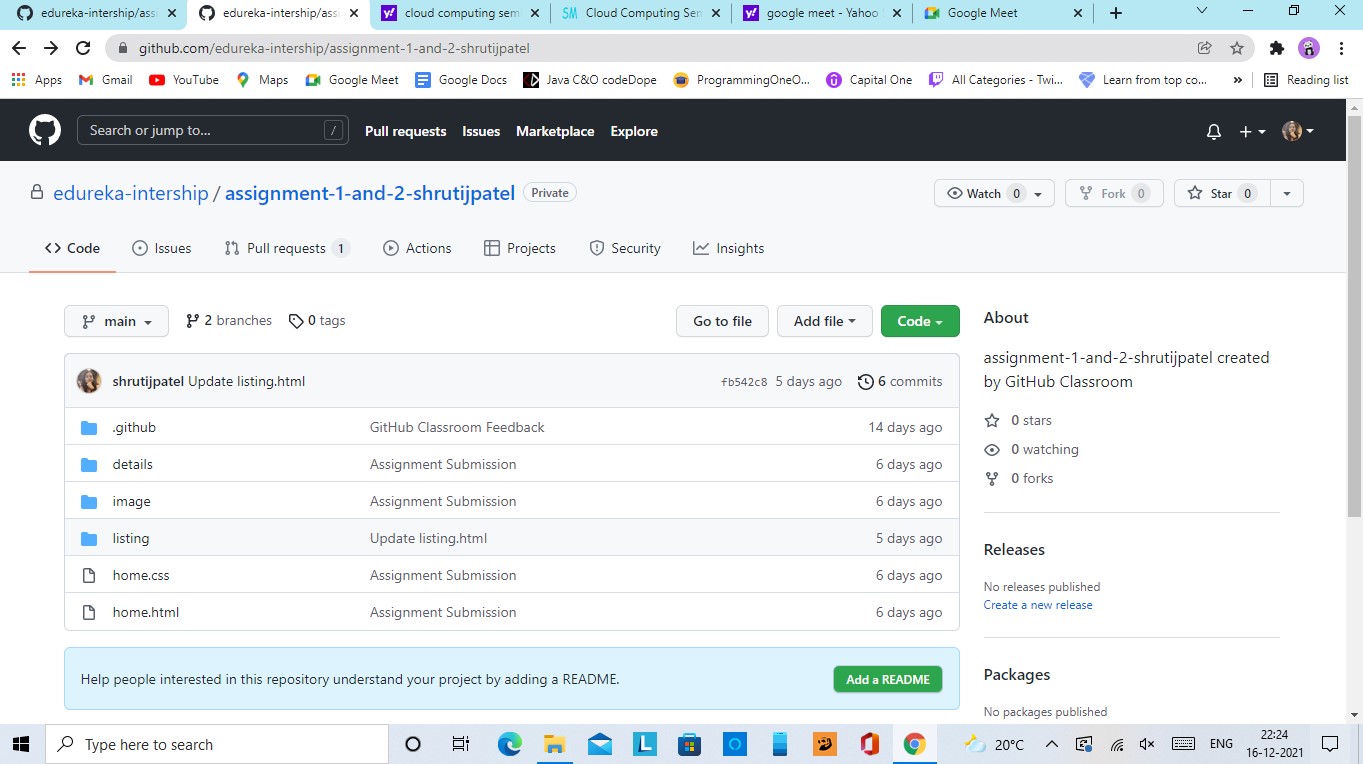 edureka-intership/assi
edureka-intership/assi
cloud computing sem
Cloud Computing Sen
google meet - Yahoo
Google Meet
github.com/edureka-intership/assignment-1-and-2-shrutijpatel
Apps Gmail YouTube Maps Google Meet Google Docs Java C&O codeDope ProgrammingOneO... Capital One All Categories - Twi... Learn from top co... » Reading list
Search or jump to... / Pull requests Issues Marketplace Explore
edureka-intership / assignment-1-and-2-shrutijpatel Private Watch 0 Fork 0 Star 0
Code Issues Pull requests 1 Actions Projects Security Insights
main 2 branches 0 tags Go to file Add file Code
shrutijpatel Update listing.html fb542c8 5 days ago 6 commits
.github GitHub Classroom Feedback 14 days ago
details Assignment Submission 6 days ago
image Assignment Submission 6 days ago
listing Update listing.html 5 days ago
home.css Assignment Submission 6 days ago
home.html Assignment Submission 6 days ago
Help people interested in this repository understand your project by adding a README. Add a README
About
assignment-1-and-2-shrutijpatel created
by GitHub Classroom
0 stars
0 watching
0 forks
Releases
No releases published
Create a new release
Packages
No packages published
Type here to search
20°C ENG
22:24
16-12-2021